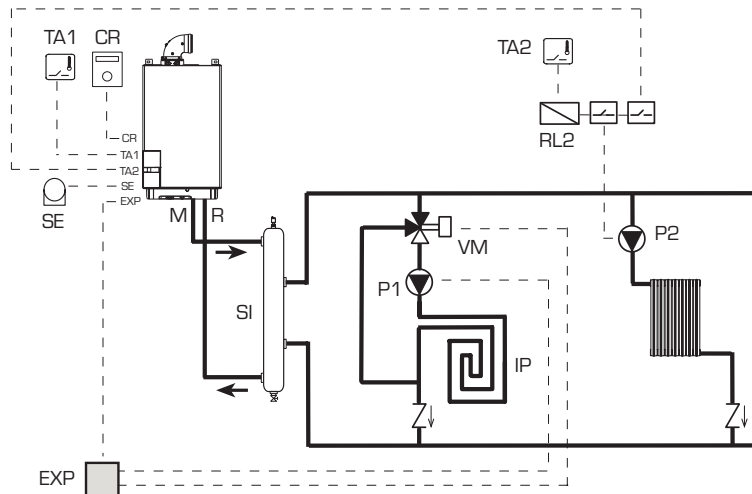 TA1 CR
TA2
RL2
CR
TA1
TA2
SE
EXP
SE
M R
VM
P2
P1
SI
IP
EXP